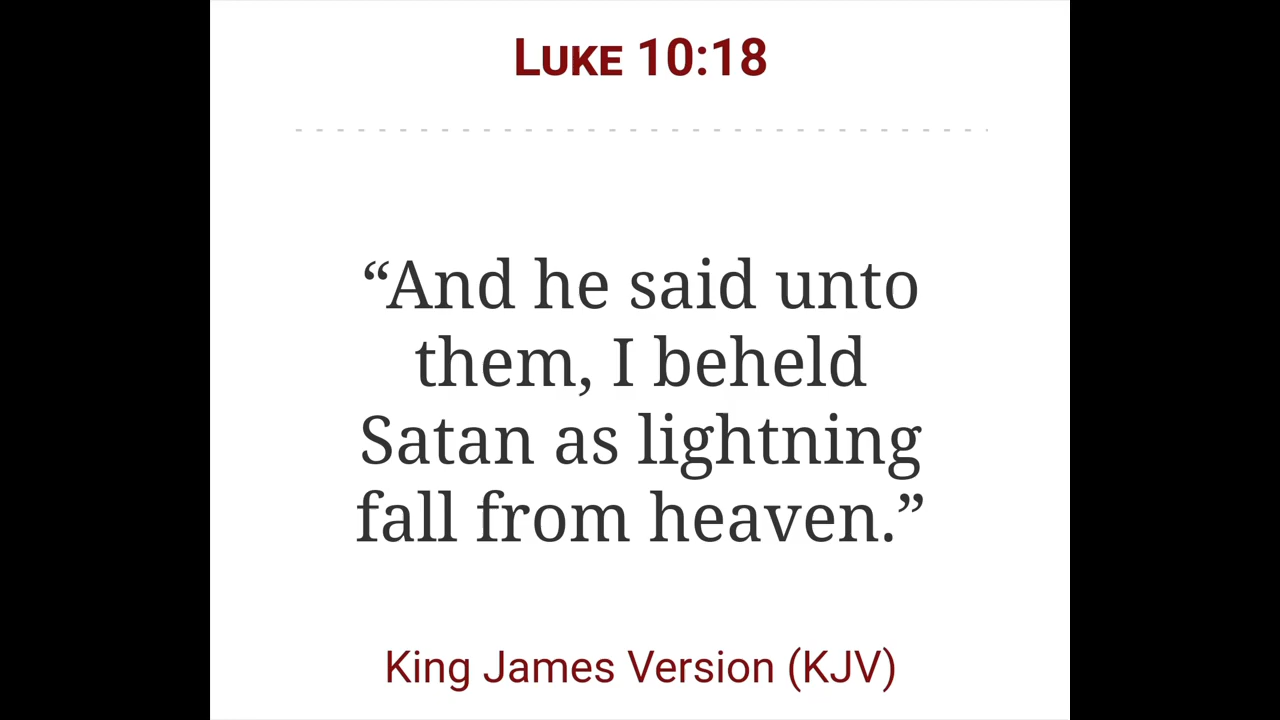 Luke 10:18
“And he said unto
them, I beheld
Satan as lightning
fall from heaven.”
King James Version (KJV)